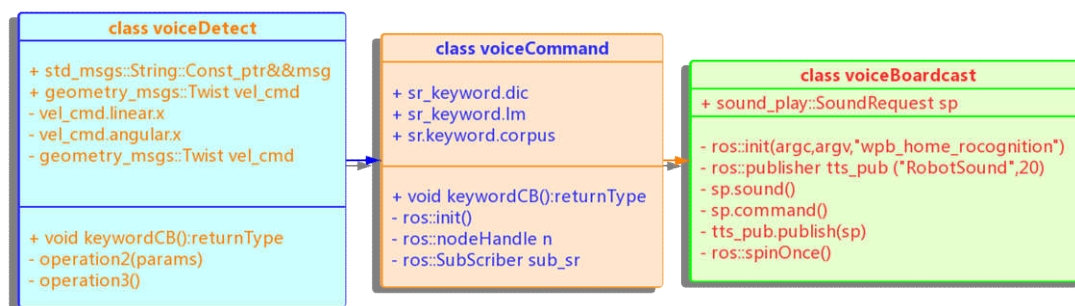 class voiceDetect
+ std_msgs::String::Const_ptr&&msg
+ geometry_msgs::Twist vel_cmd
- vel_cmd.linear.x
- vel_cmd.angular.x
- geometry_msgs::Twist vel_cmd
+ void keywordCB():returnType
- operation2(params)
- operation3()
class voiceCommand
+ sr_keyword.dic
+ sr_keyword.lm
+ sr.keyword.corpus
+ void keywordCB():returnType
- ros::init()
- ros::nodeHandle n
- ros::SubScriber sub_sr
class voiceBoardcast
+ sound_play::SoundRequest sp
- ros::init(argc,argv,"wpb_home_rocognition")
- ros::publisher tts_pub ("RobotSound",20)
- sp.sound()
- sp.command()
- tts_pub.publish(sp)
- ros::spinOnce()